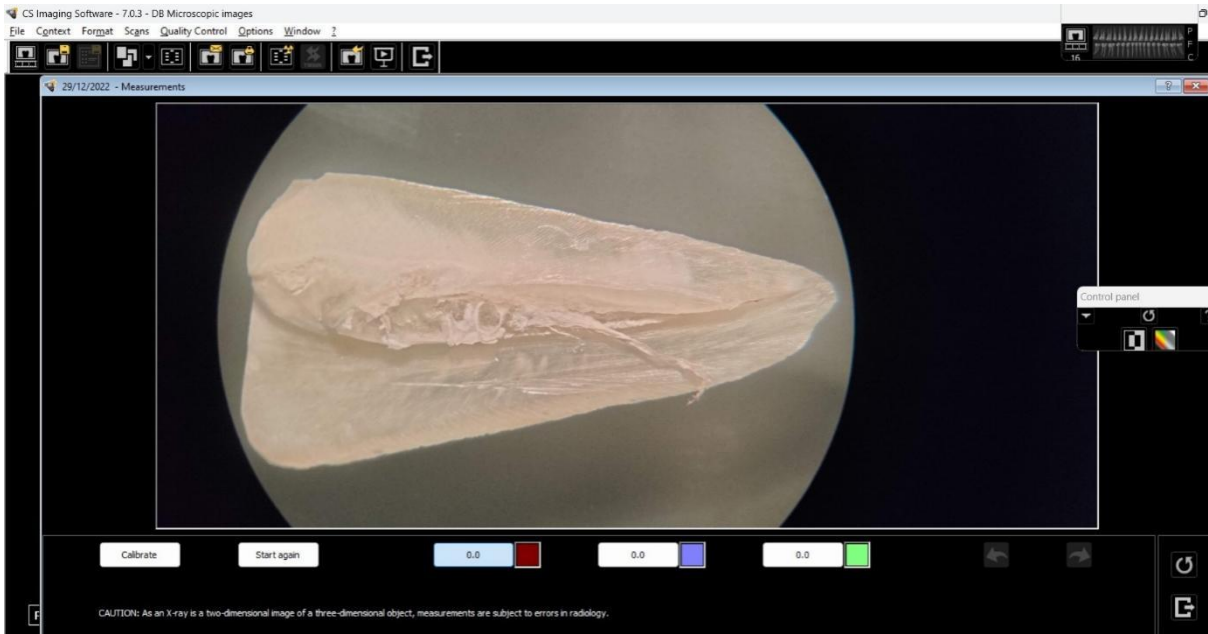 CS Imaging Software - 7.0.3 - DB Microscopic images
File Context Format Scans Quality Control Options Window ?
P
F
16 C
29/12/2022 - Measurements
Control panel
Calibrate Start again 0.0 0.0 0.0
CAUTION: As an X-ray is a two-dimensional image of a three-dimensional object, measurements are subject to errors in radiology.